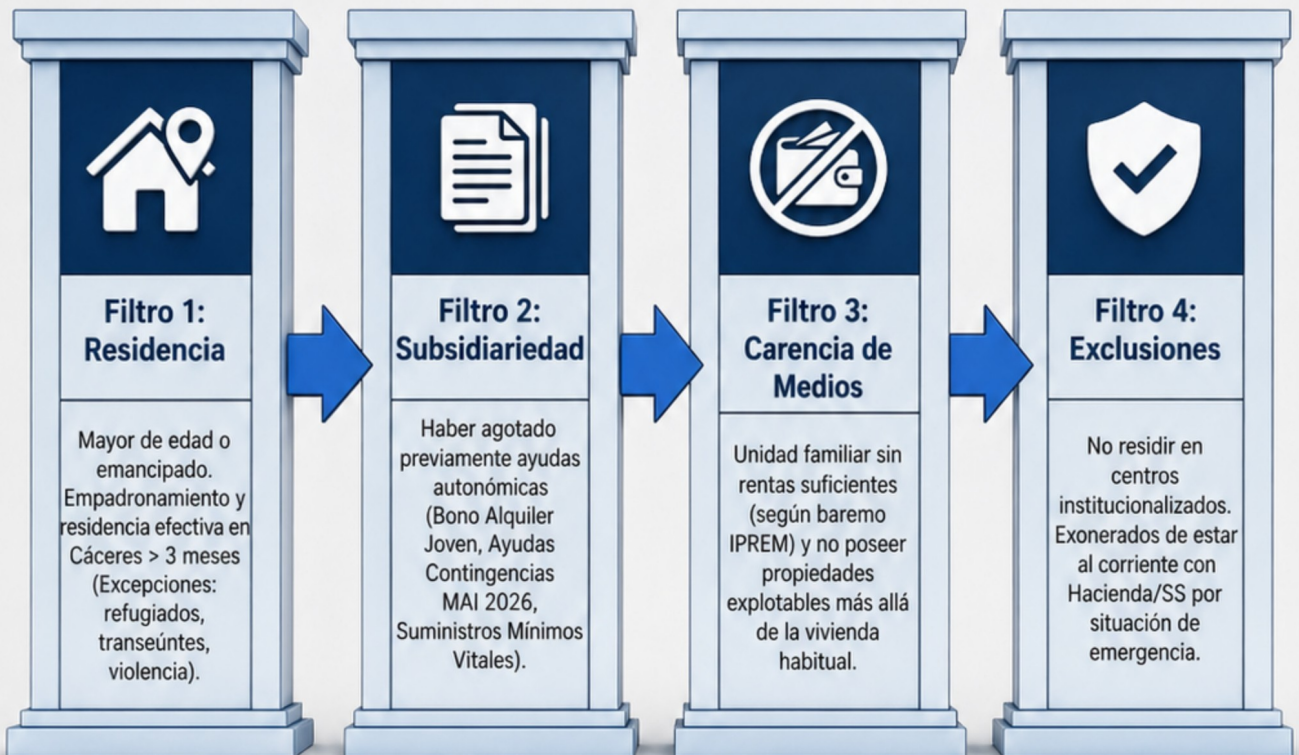 Filtro 1:
Residencia
Mayor de edad o
emancipado.
Empadronamiento y
residencia efectiva en
Cáceres > 3 meses
(Excepciones:
refugiados,
transeúntes,
violencia).
Filtro 2:
Subsidiariedad
Haber agotado
previamente ayudas
autonómicas
(Bono Alquiler
Joven, Ayudas
Contingencias
MAI 2026,
Suministros Mínimos
Vitales).
Filtro 3:
Carencia de
Medios
Unidad familiar sin
rentas suficientes
(según baremo
IPREM) y no poseer
propiedades
explotables más allá
de la vivienda
habitual.
Filtro 4:
Exclusiones
No residir en
centros
institucionalizados.
Exonerados de estar
al corriente con
Hacienda/SS por
situación de
emergencia.